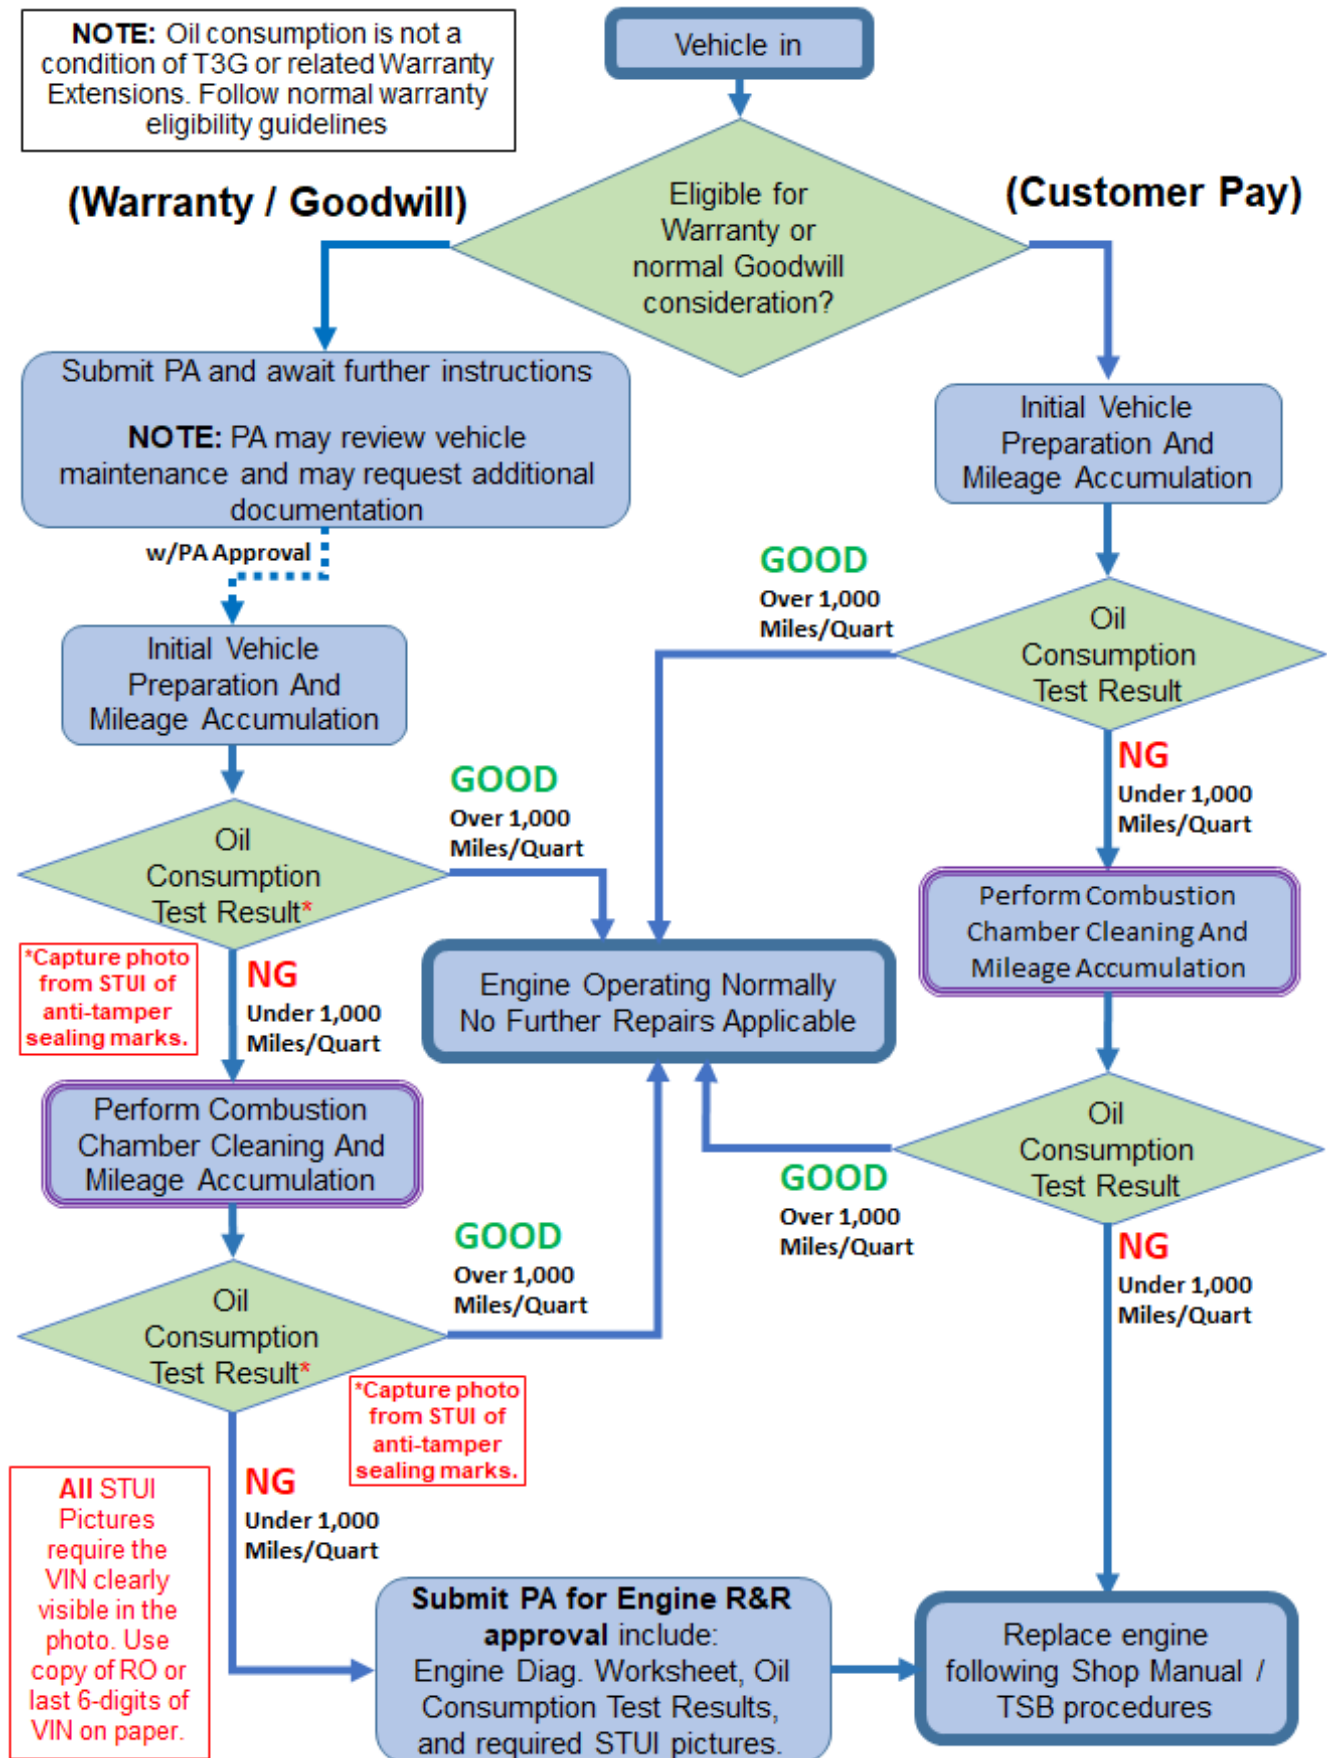 NOTE: Oil consumption is not a
condition of T3G or related Warranty
Extensions. Follow normal warranty
eligibility guidelines
Vehicle in
(Warranty / Goodwill)
Eligible for
Warranty or
normal Goodwill
consideration?
(Customer Pay)
Submit PA and await further instructions
NOTE: PA may review vehicle
maintenance and may request additional
documentation
w/PA Approval
Initial Vehicle
Preparation And
Mileage Accumulation
Initial Vehicle
Preparation And
Mileage Accumulation
GOOD
Over 1,000
Miles/Quart
Oil
Consumption
Test Result
NG
Under 1,000
Miles/Quart
GOOD
Over 1,000
Miles/Quart
Oil
Consumption
Test Result*
*Capture photo
from STUI of
anti-tamper
sealing marks.
NG
Under 1,000
Miles/Quart
Engine Operating Normally
No Further Repairs Applicable
Perform Combustion
Chamber Cleaning And
Mileage Accumulation
Perform Combustion
Chamber Cleaning And
Mileage Accumulation
Oil
Consumption
Test Result
GOOD
Over 1,000
Miles/Quart
GOOD
Over 1,000
Miles/Quart
NG
Under 1,000
Miles/Quart
Oil
Consumption
Test Result*
*Capture photo
from STUI of
anti-tamper
sealing marks.
NG
Under 1,000
Miles/Quart
All STUI
Pictures
require the
VIN clearly
visible in the
photo. Use
copy of RO or
last 6-digits of
VIN on paper.
Submit PA for Engine R&R
approval include:
Engine Diag. Worksheet, Oil
Consumption Test Results,
and required STUI pictures.
Replace engine
following Shop Manual /
TSB procedures